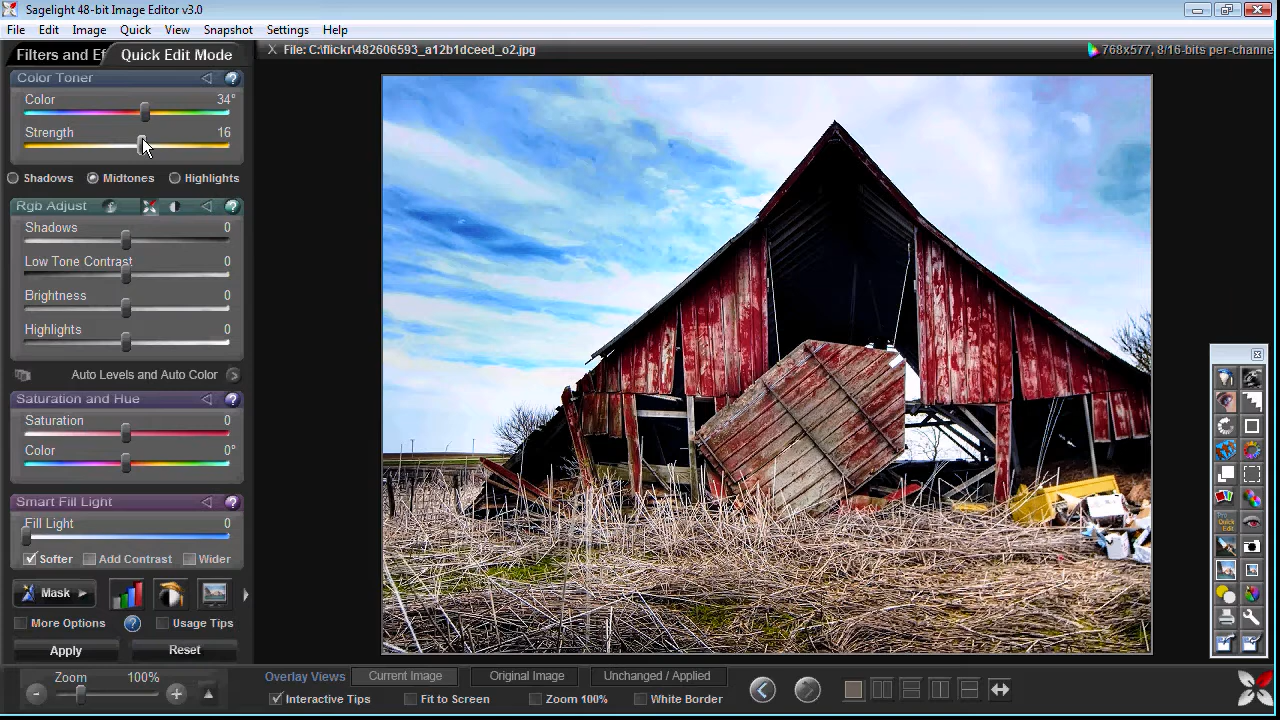 Sagelight 48-bit Image Editor v3.0
File Edit Image Quick View Snapshot Settings Help
Filters and Ef Quick Edit Mode
X File: C:\flickr\482606593_a12b1dceed_o2.jpg
768x577, 8/16-bits per-channe
Color Toner ?
Color 34°
Strength 16
Shadows Midtones Highlights
Rgb Adjust ?
Shadows 0
Low Tone Contrast 0
Brightness 0
Highlights 0
Auto Levels and Auto Color >
Saturation and Hue ?
Saturation 0
Color 0°
Smart Fill Light ?
Fill Light 0
Softer Add Contrast Wider
Mask
More Options ? Usage Tips
Apply Reset
Zoom 100%
Overlay Views Current Image Original Image Unchanged / Applied
Interactive Tips Fit to Screen Zoom 100% White Border
Quick
Edit